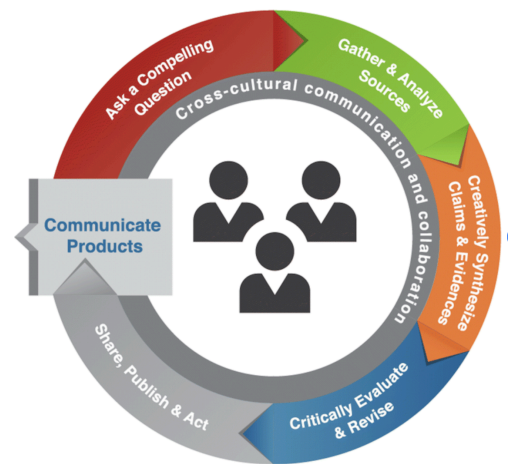 Ask a Compelling
Question
Gather & Analyze
Sources
Creatively Synthesize
Claims & Evidences
Critically Evaluate
& Revise
Share, Publish & Act
Communicate
Products
Cross-cultural communication and collaboration